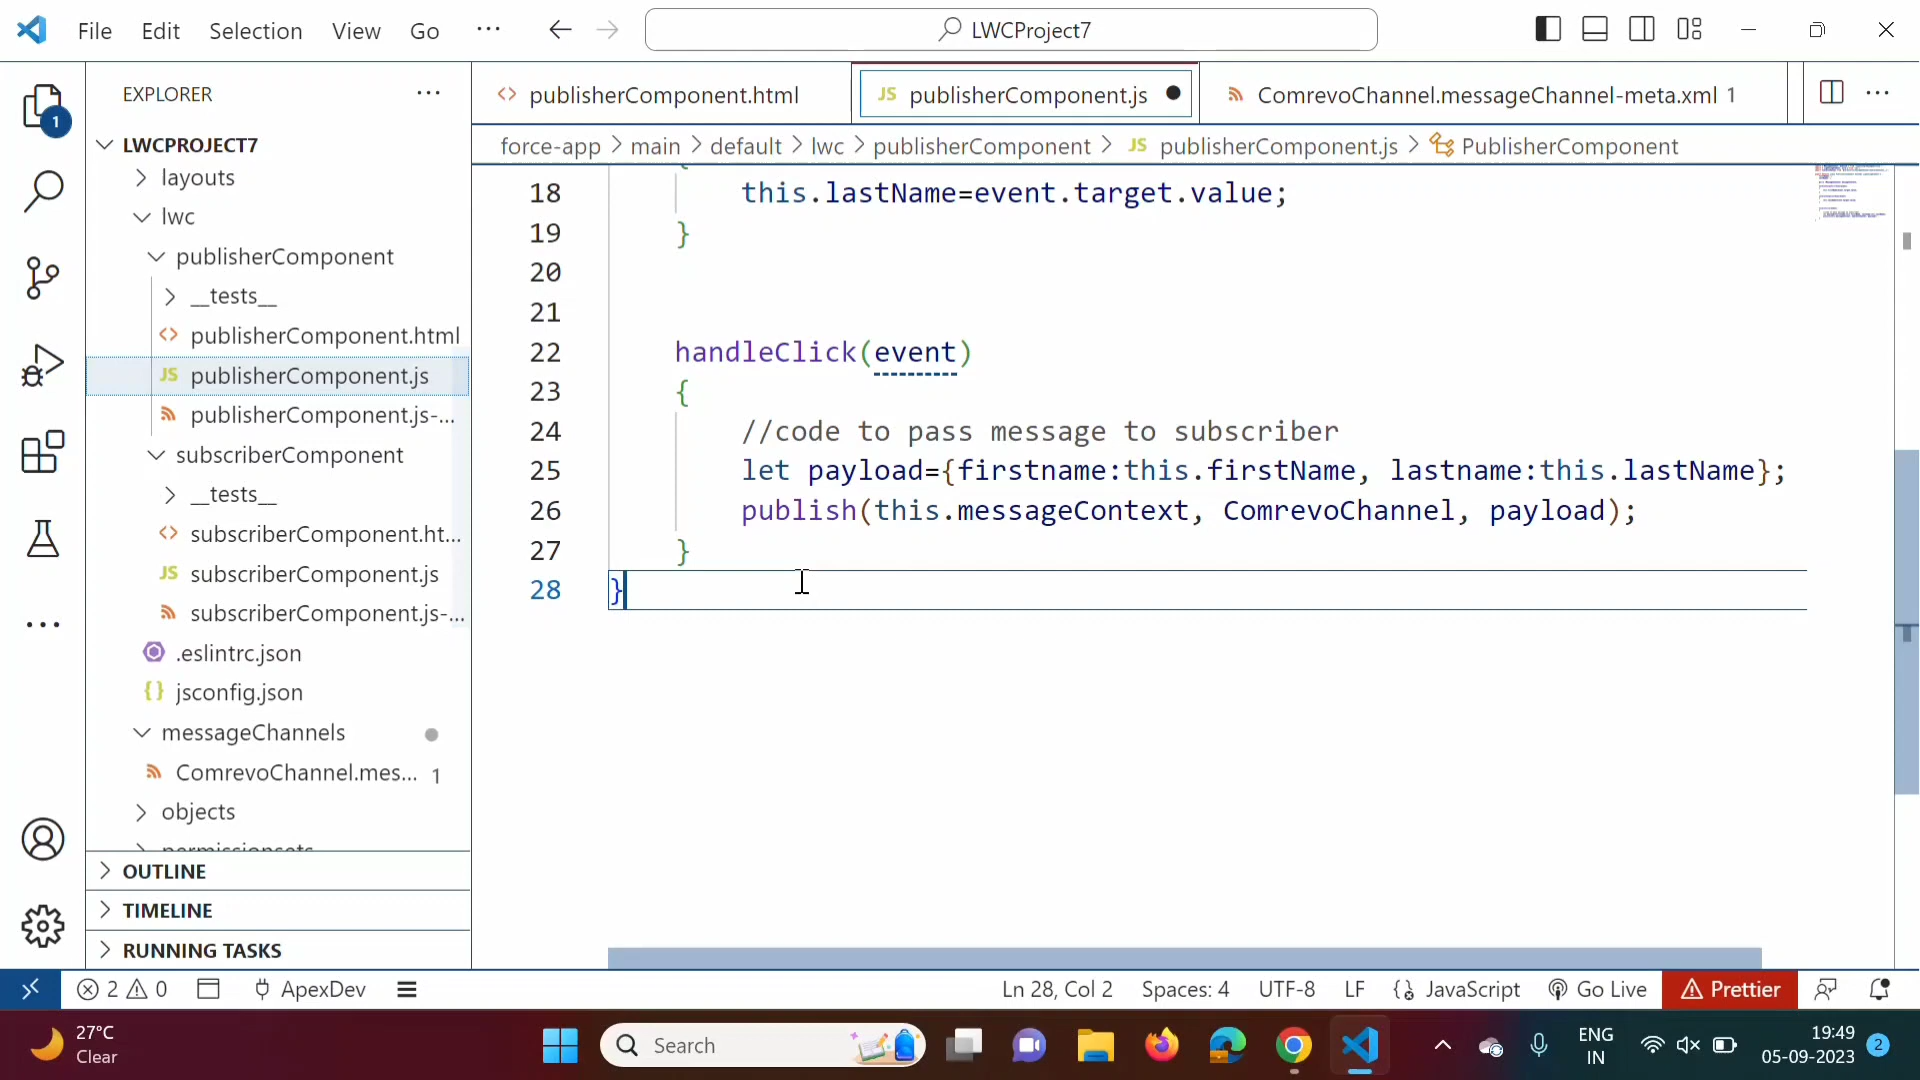 File Edit Selection View Go ··· LWCProject7
EXPLORER ···
LWCPROJECT7
layouts
lwc
publisherComponent
__tests__
publisherComponent.html
publisherComponent.js
publisherComponent.js-...
subscriberComponent
__tests__
subscriberComponent.ht...
subscriberComponent.js
subscriberComponent.js-...
.eslintrc.json
jsconfig.json
messageChannels
ComrevoChannel.mes... 1
objects
permissionsets
OUTLINE
TIMELINE
RUNNING TASKS
1
publisherComponent.html JS publisherComponent.js ComrevoChannel.messageChannel-meta.xml 1
force-app > main > default > lwc > publisherComponent > JS publisherComponent.js > PublisherComponent
{
18 this.lastName=event.target.value;
19 }
20
21
22 handleClick(event)
23 {
24 //code to pass message to subscriber
25 let payload={firstname:this.firstName, lastname:this.lastName};
26 publish(this.messageContext, ComrevoChannel, payload);
27 }
28 }
2 0 ApexDev Ln 28, Col 2 Spaces: 4 UTF-8 LF JavaScript Go Live Prettier
27°C
Clear
Search
ENG
IN
19:49
05-09-2023
2